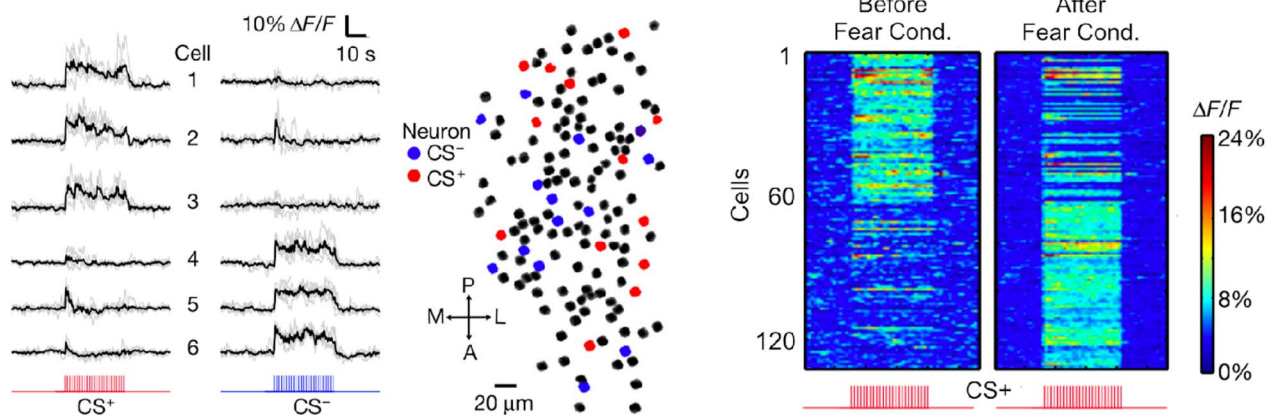 10% ΔF/F
10 s
Cell
1
2
3
4
5
6
CS⁺
CS⁻
Neuron
CS⁻
CS⁺
P
M
L
A
20 μm
Before
Fear Cond.
After
Fear Cond.
Cells
1
60
120
CS+
ΔF/F
24%
16%
8%
0%